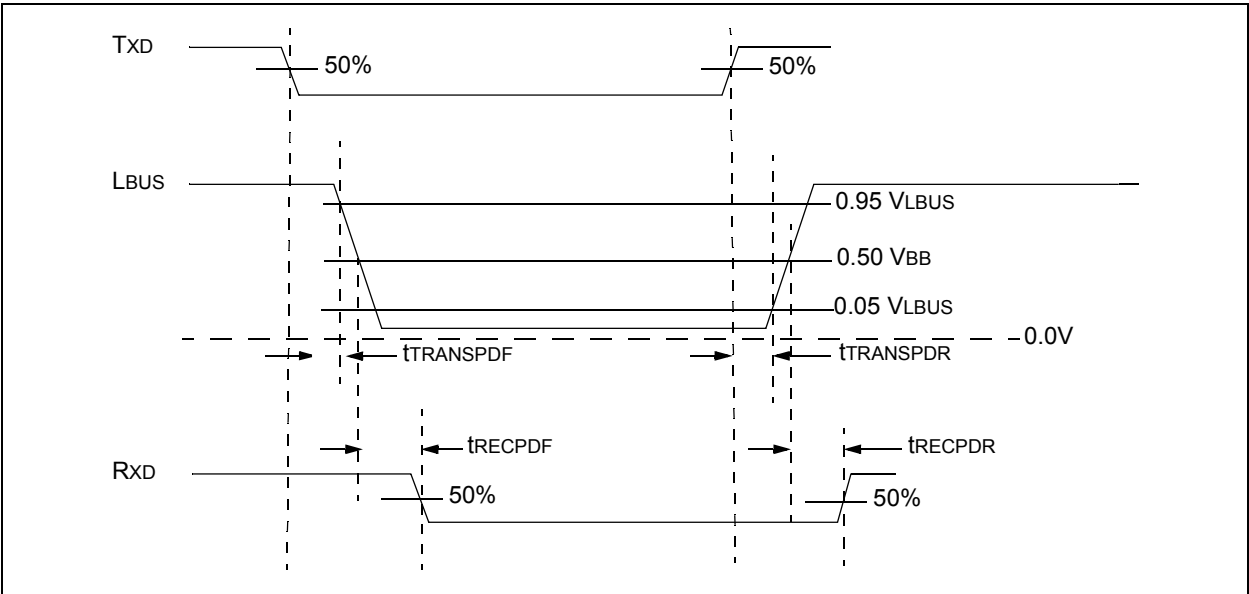 TXD
50%
50%
LBUS
0.95 VLBUS
0.50 VBB
0.05 VLBUS
0.0V
tTRANSPDF
tTRANSPDR
tRECPDF
tRECPDR
RXD
50%
50%